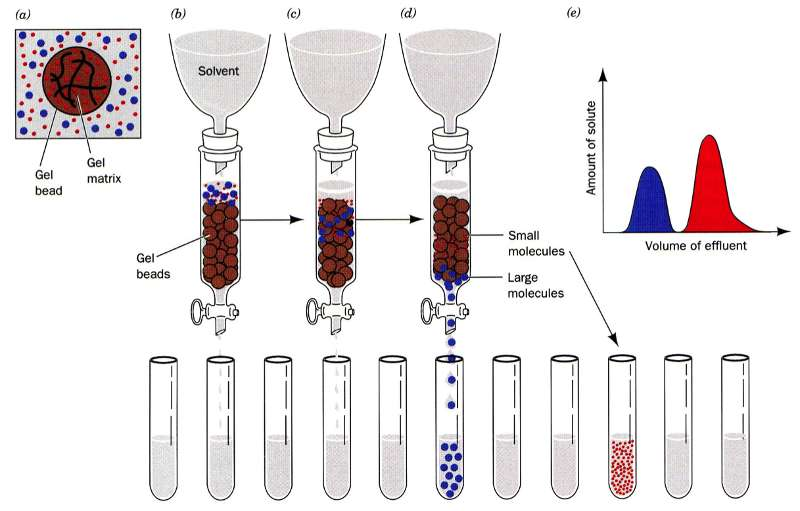 (a)
(b)
(c)
(d)
(e)
Solvent
Gel
bead
Gel
matrix
Gel
beads
Small
molecules
Large
molecules
Amount of solute
Volume of effluent